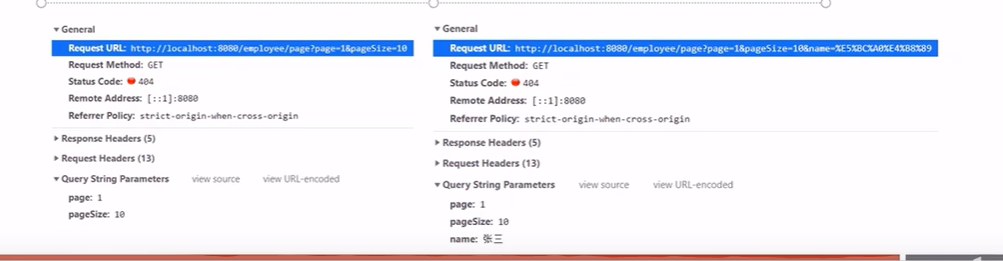 General
Request URL: http://localhost:8080/employee/page?page=1&pageSize=10
Request Method: GET
Status Code: 404
Remote Address: [::1]:8080
Referrer Policy: strict-origin-when-cross-origin
Response Headers (5)
Request Headers (13)
Query String Parameters view source view URL-encoded
page: 1
pageSize: 10
General
Request URL: http://localhost:8080/employee/page?page=1&pageSize=10&name=%E5%BC%A0%E4%B8%89
Request Method: GET
Status Code: 404
Remote Address: [::1]:8080
Referrer Policy: strict-origin-when-cross-origin
Response Headers (5)
Request Headers (13)
Query String Parameters view source view URL-encoded
page: 1
pageSize: 10
name: 张三